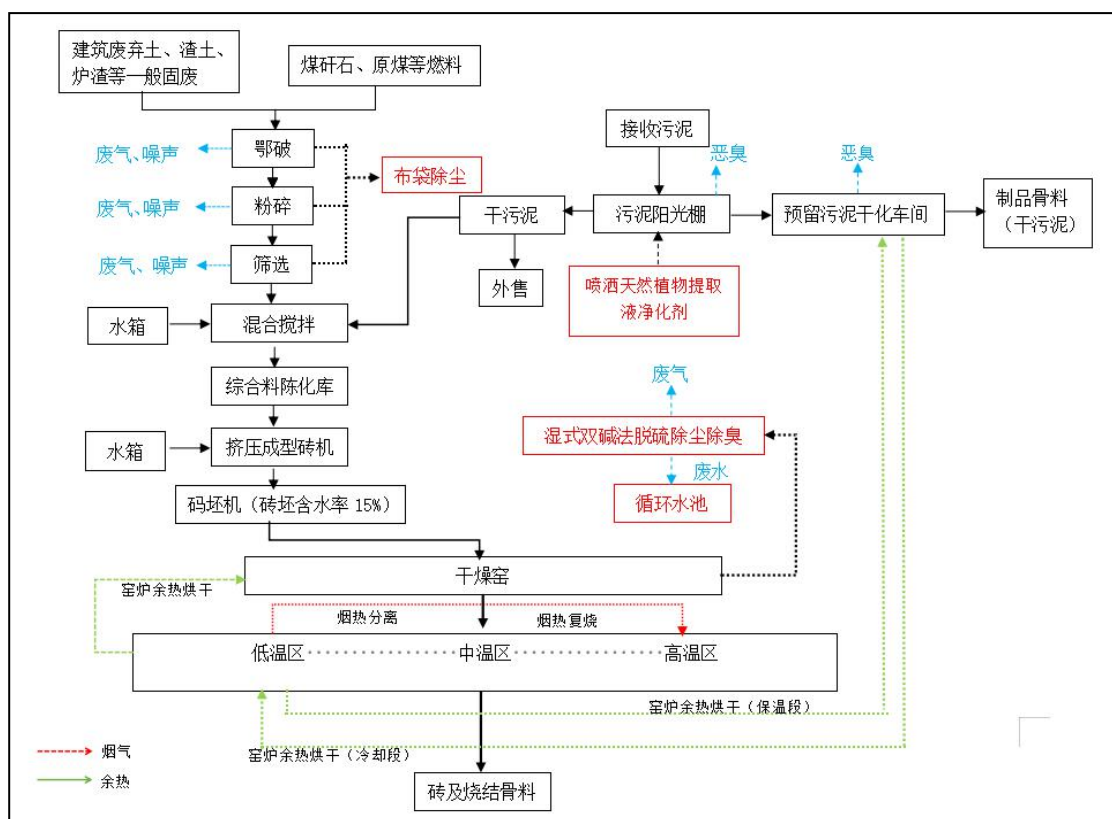 建筑废弃土、渣土、
炉渣等一般固废
煤矸石、原煤等燃料
接收污泥
废气、噪声
鄂破
恶臭
恶臭
布袋除尘
废气、噪声
粉碎
干污泥
污泥阳光棚
预留污泥干化车间
制品骨料
（干污泥）
废气、噪声
筛选
外售
喷洒天然植物提取
液净化剂
水箱
混合搅拌
综合料陈化库
废气
水箱
挤压成型砖机
湿式双碱法脱硫除尘除臭
废水
码坯机（砖坯含水率 15%）
循环水池
干燥窑
窑炉余热烘干
烟热分离
烟热复烧
低温区
中温区
高温区
窑炉余热烘干（保温段）
烟气
窑炉余热烘干（冷却段）
余热
砖及烧结骨料